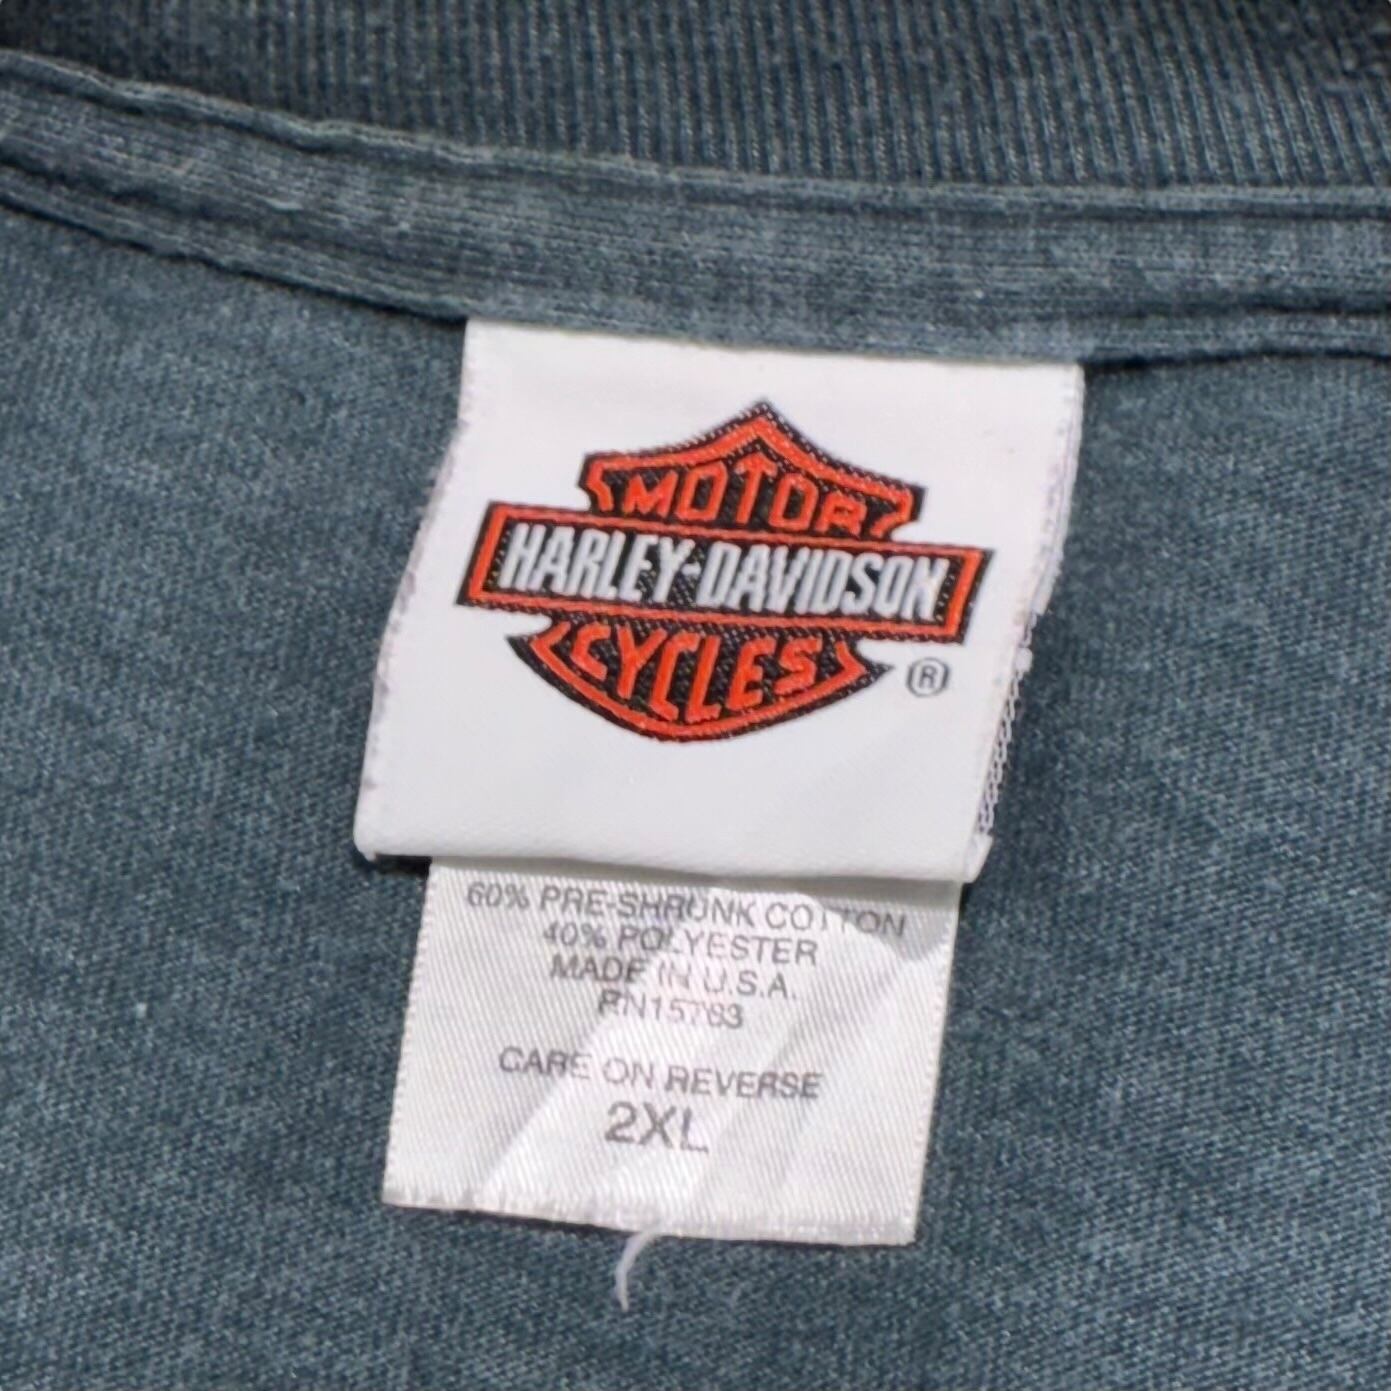 MOTOR
HARLEY-DAVIDSON
CYCLES
®
60% PRE-SHRUNK COTTON
40% POLYESTER
MADE IN U.S.A.
RN15763
CARE ON REVERSE
2XL